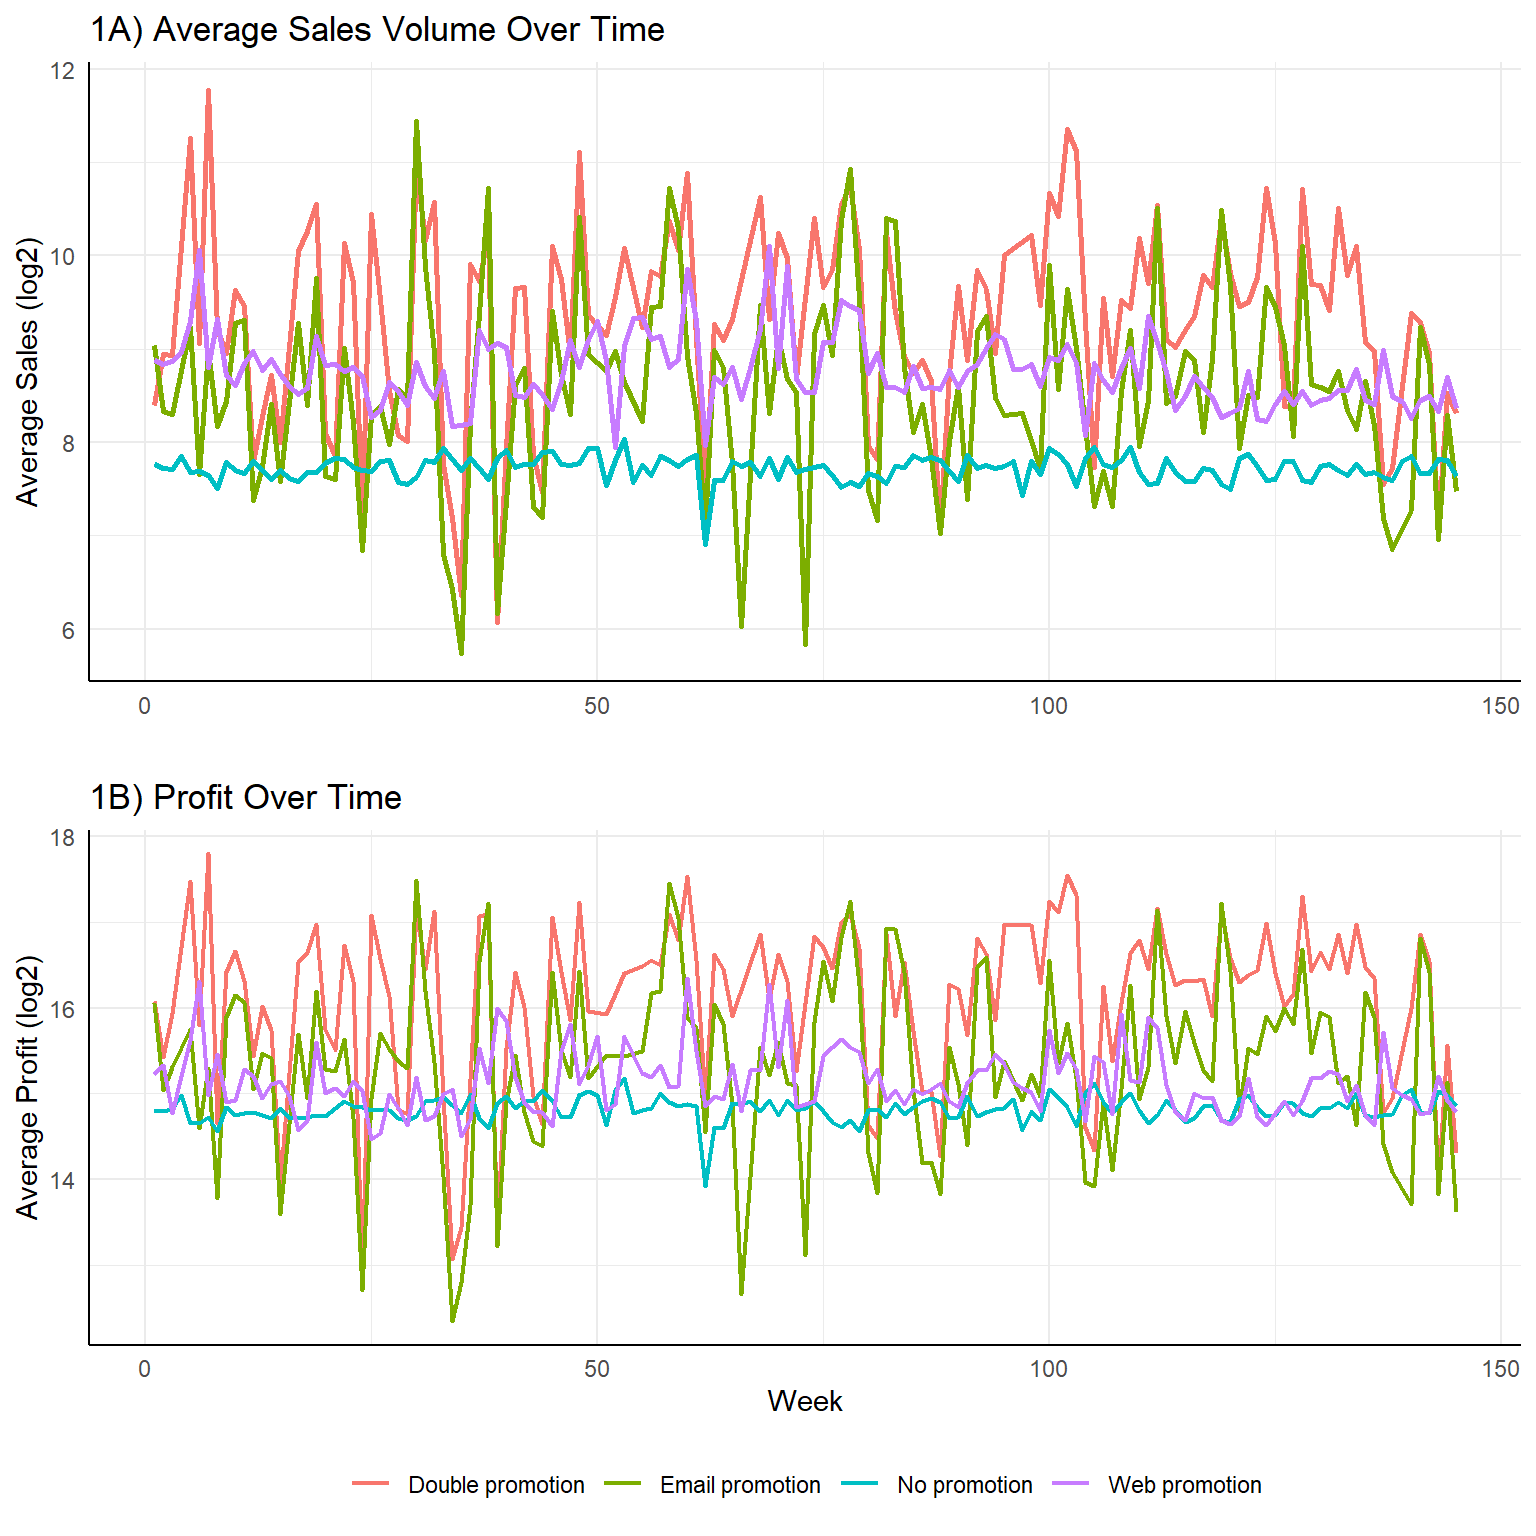 1A) Average Sales Volume Over Time
Average Sales (log2)
12
10
8
6
0 50 100 150
1B) Profit Over Time
Average Profit (log2)
18
16
14
0 50 100 150
Week
Double promotion Email promotion No promotion Web promotion